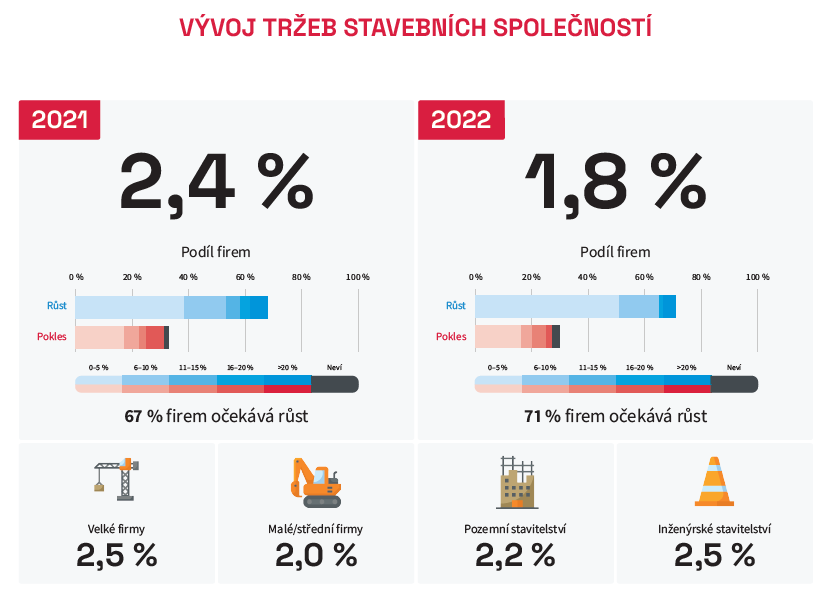 VÝVOJ TRŽEB STAVEBNÍCH SPOLEČNOSTÍ
2021
2,4 %
Podíl firem
0 % 20 % 40 % 60 % 80 % 100 %
Růst
Pokles
0–5 % 6–10 % 11–15 % 16–20 % >20 % Neví
67 % firem očekává růst
2022
1,8 %
Podíl firem
0 % 20 % 40 % 60 % 80 % 100 %
Růst
Pokles
0–5 % 6–10 % 11–15 % 16–20 % >20 % Neví
71 % firem očekává růst
Velké firmy
2,5 %
Malé/střední firmy
2,0 %
Pozemní stavitelství
2,2 %
Inženýrské stavitelství
2,5 %